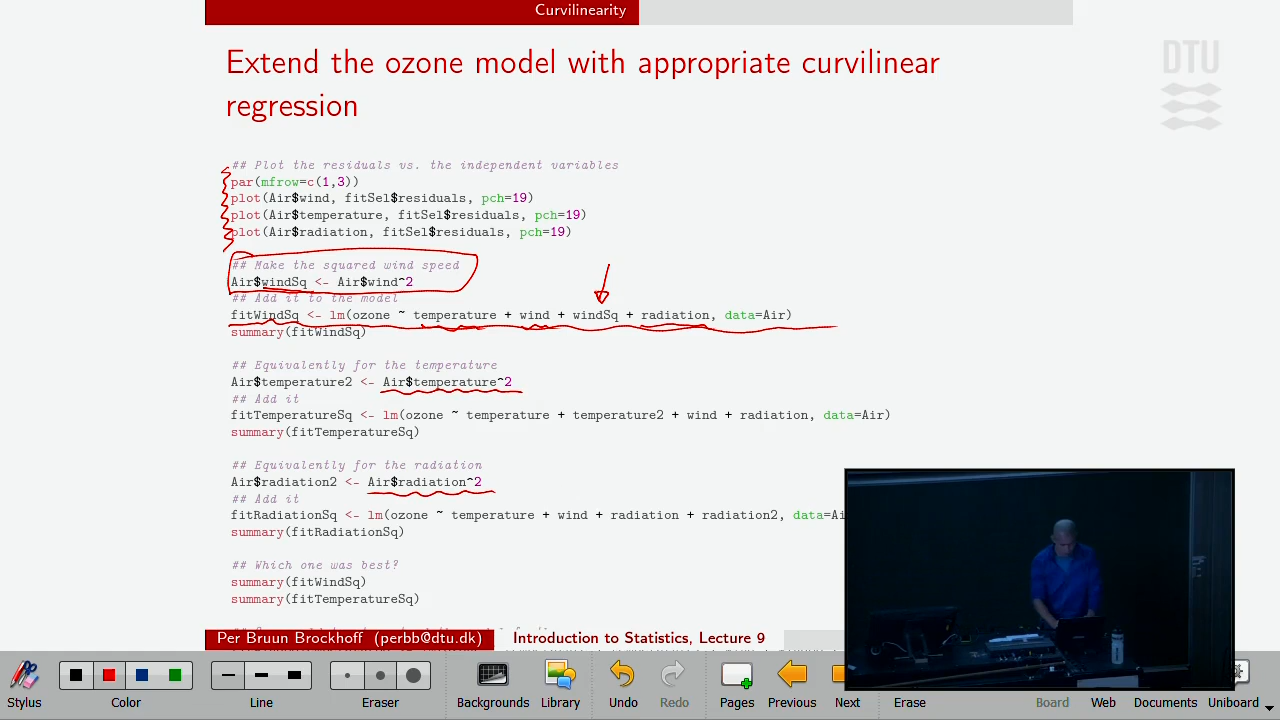 Curvilinearity
Extend the ozone model with appropriate curvilinear
regression
DTU
## Plot the residuals vs. the independent variables
par(mfrow=c(1,3))
plot(Air$wind, fitSel$residuals, pch=19)
plot(Air$temperature, fitSel$residuals, pch=19)
plot(Air$radiation, fitSel$residuals, pch=19)
## Make the squared wind speed
Air$windSq <- Air$wind^2
## Add it to the model
fitWindSq <- lm(ozone ~ temperature + wind + windSq + radiation, data=Air)
summary(fitWindSq)
## Equivalently for the temperature
Air$temperature2 <- Air$temperature^2
## Add it
fitTemperatureSq <- lm(ozone ~ temperature + temperature2 + wind + radiation, data=Air)
summary(fitTemperatureSq)
## Equivalently for the radiation
Air$radiation2 <- Air$radiation^2
## Add it
fitRadiationSq <- lm(ozone ~ temperature + wind + radiation + radiation2, data=Ai
summary(fitRadiationSq)
## Which one was best?
summary(fitWindSq)
summary(fitTemperatureSq)
Per Bruun Brockhoff (perbb@dtu.dk) Introduction to Statistics, Lecture 9
Stylus Color Line Eraser Backgrounds Library Undo Redo Pages Previous Next Erase Board Web Documents Uniboard